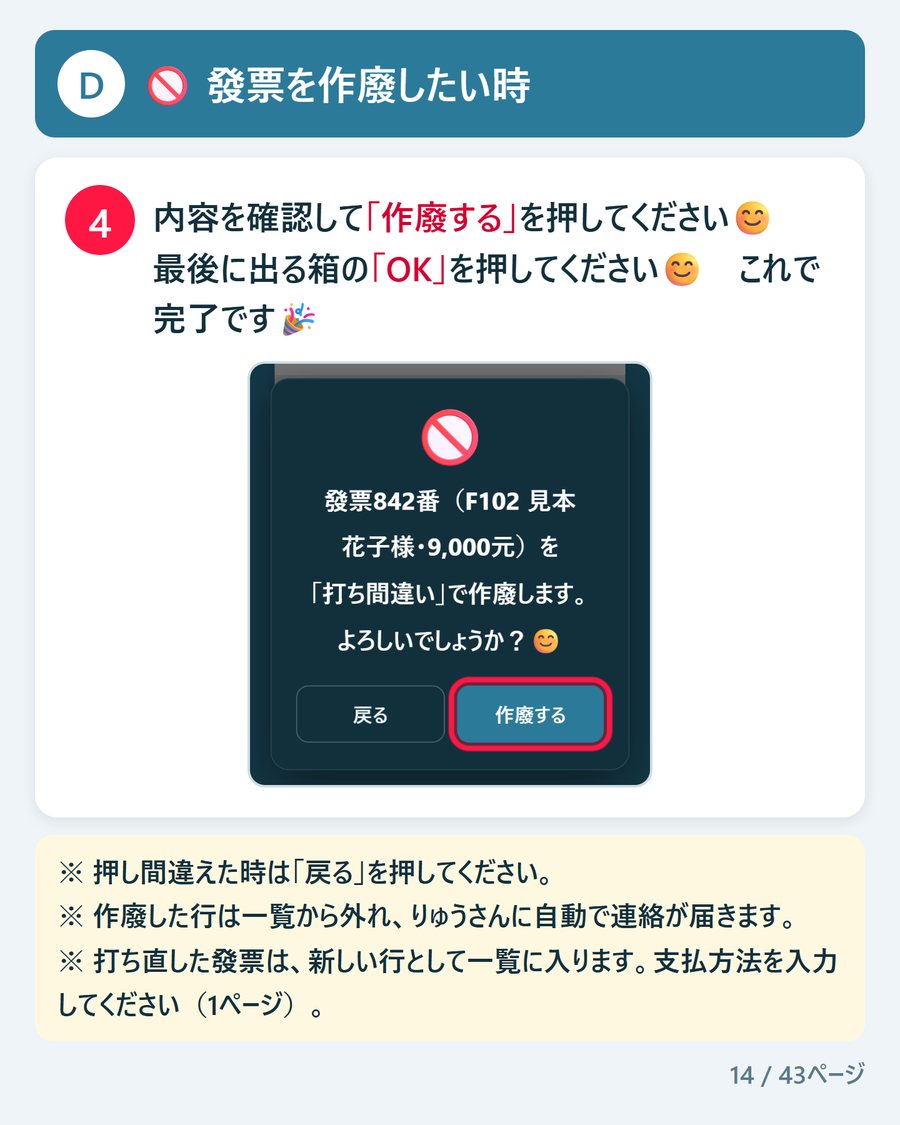 D 🚫 發票を作廢したい時
4 内容を確認して「作廢する」を押してください😊
最後に出る箱の「OK」を押してください😊　これで
完了です🎉
發票842番（F102 見本
花子様・9,000元）を
「打ち間違い」で作廢します。
よろしいでしょうか？😊
戻る 作廢する
※ 押し間違えた時は「戻る」を押してください。
※ 作廢した行は一覧から外れ、りゅうさんに自動で連絡が届きます。
※ 打ち直した發票は、新しい行として一覧に入ります。支払方法を入力
してください（1ページ）。
14 / 43ページ